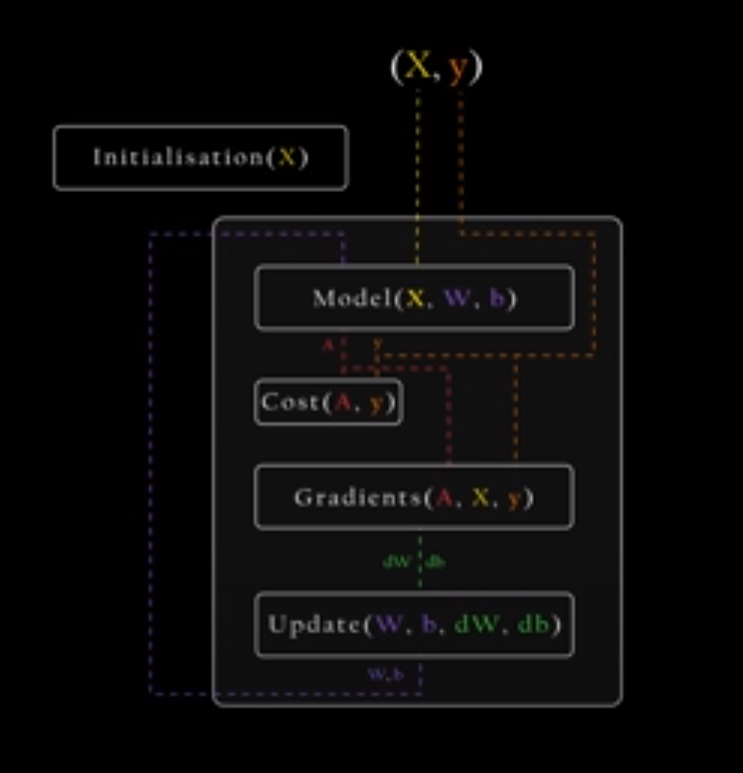 (X, y)
Initialisation(X)
Model(X, W, b)
A y
Cost(A, y)
Gradients(A, X, y)
dW db
Update(W, b, dW, db)
W,b